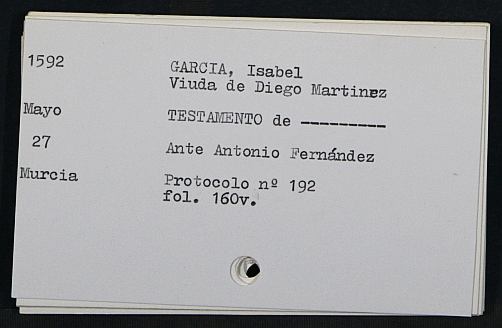 1592
GARCIA, Isabel
Viuda de Diego Martinez
Mayo
TESTAMENTO de ---------
27
Ante Antonio Fernández
Murcia
Protocolo nº 192
fol. 160v.